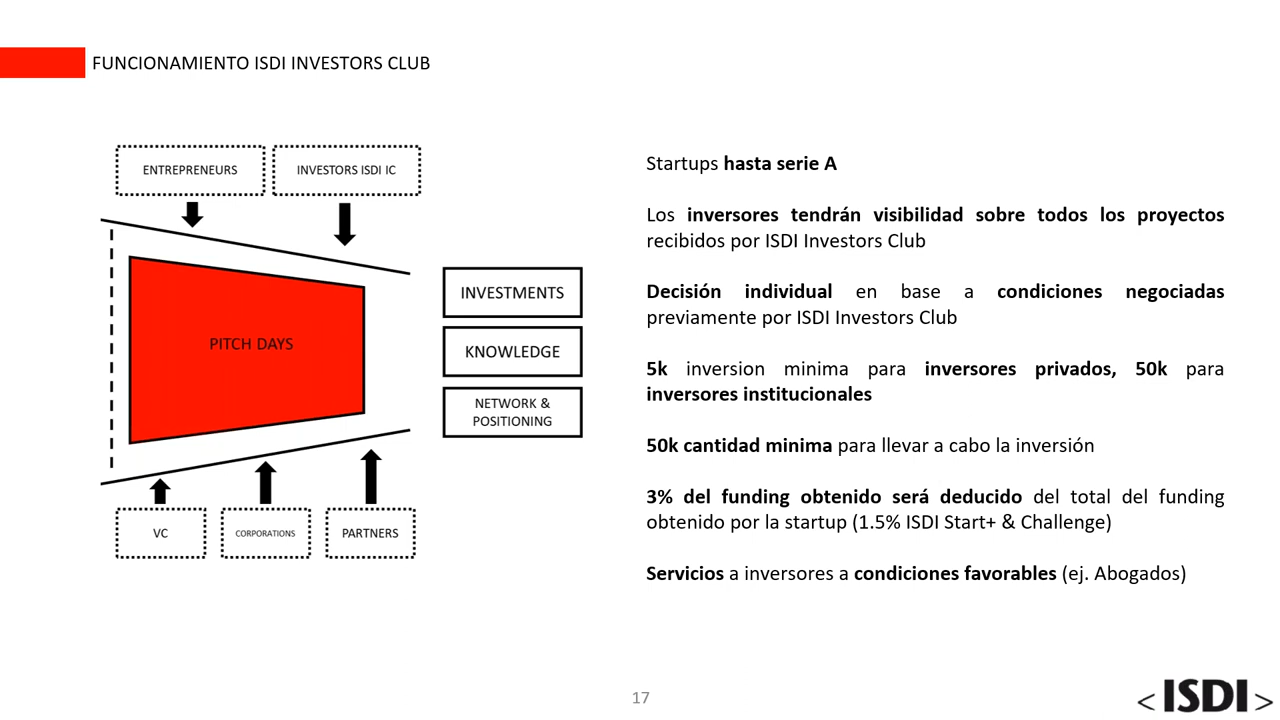 FUNCIONAMIENTO ISDI INVESTORS CLUB
ENTREPRENEURS
INVESTORS ISDI IC
PITCH DAYS
INVESTMENTS
KNOWLEDGE
NETWORK &
POSITIONING
VC
CORPORATIONS
PARTNERS
Startups hasta serie A
Los inversores tendrán visibilidad sobre todos los proyectos
recibidos por ISDI Investors Club
Decisión individual en base a condiciones negociadas
previamente por ISDI Investors Club
5k inversion minima para inversores privados, 50k para
inversores institucionales
50k cantidad minima para llevar a cabo la inversión
3% del funding obtenido será deducido del total del funding
obtenido por la startup (1.5% ISDI Start+ & Challenge)
Servicios a inversores a condiciones favorables (ej. Abogados)
17
<ISDI>